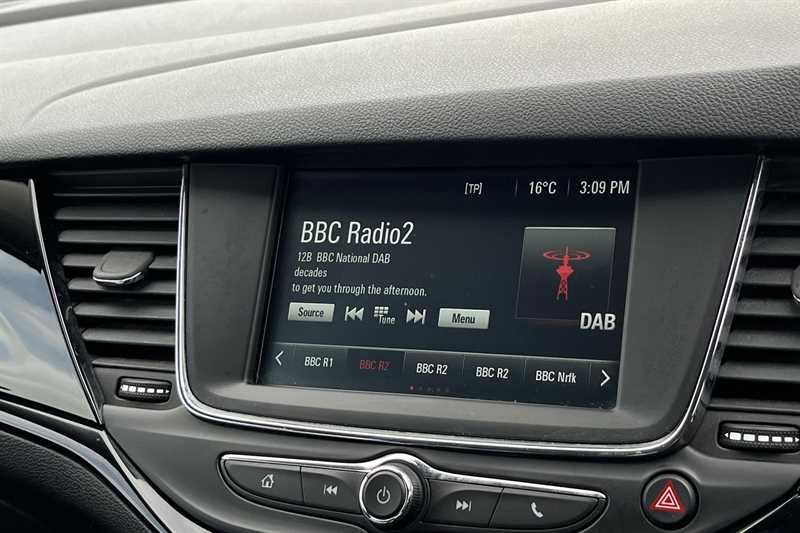 [TP] 16°C 3:09 PM
BBC Radio2
12B BBC National DAB
decades
to get you through the afternoon.
DAB
Source Tune Menu
BBC R1 BBC R2 BBC R2 BBC R2 BBC Nrfk